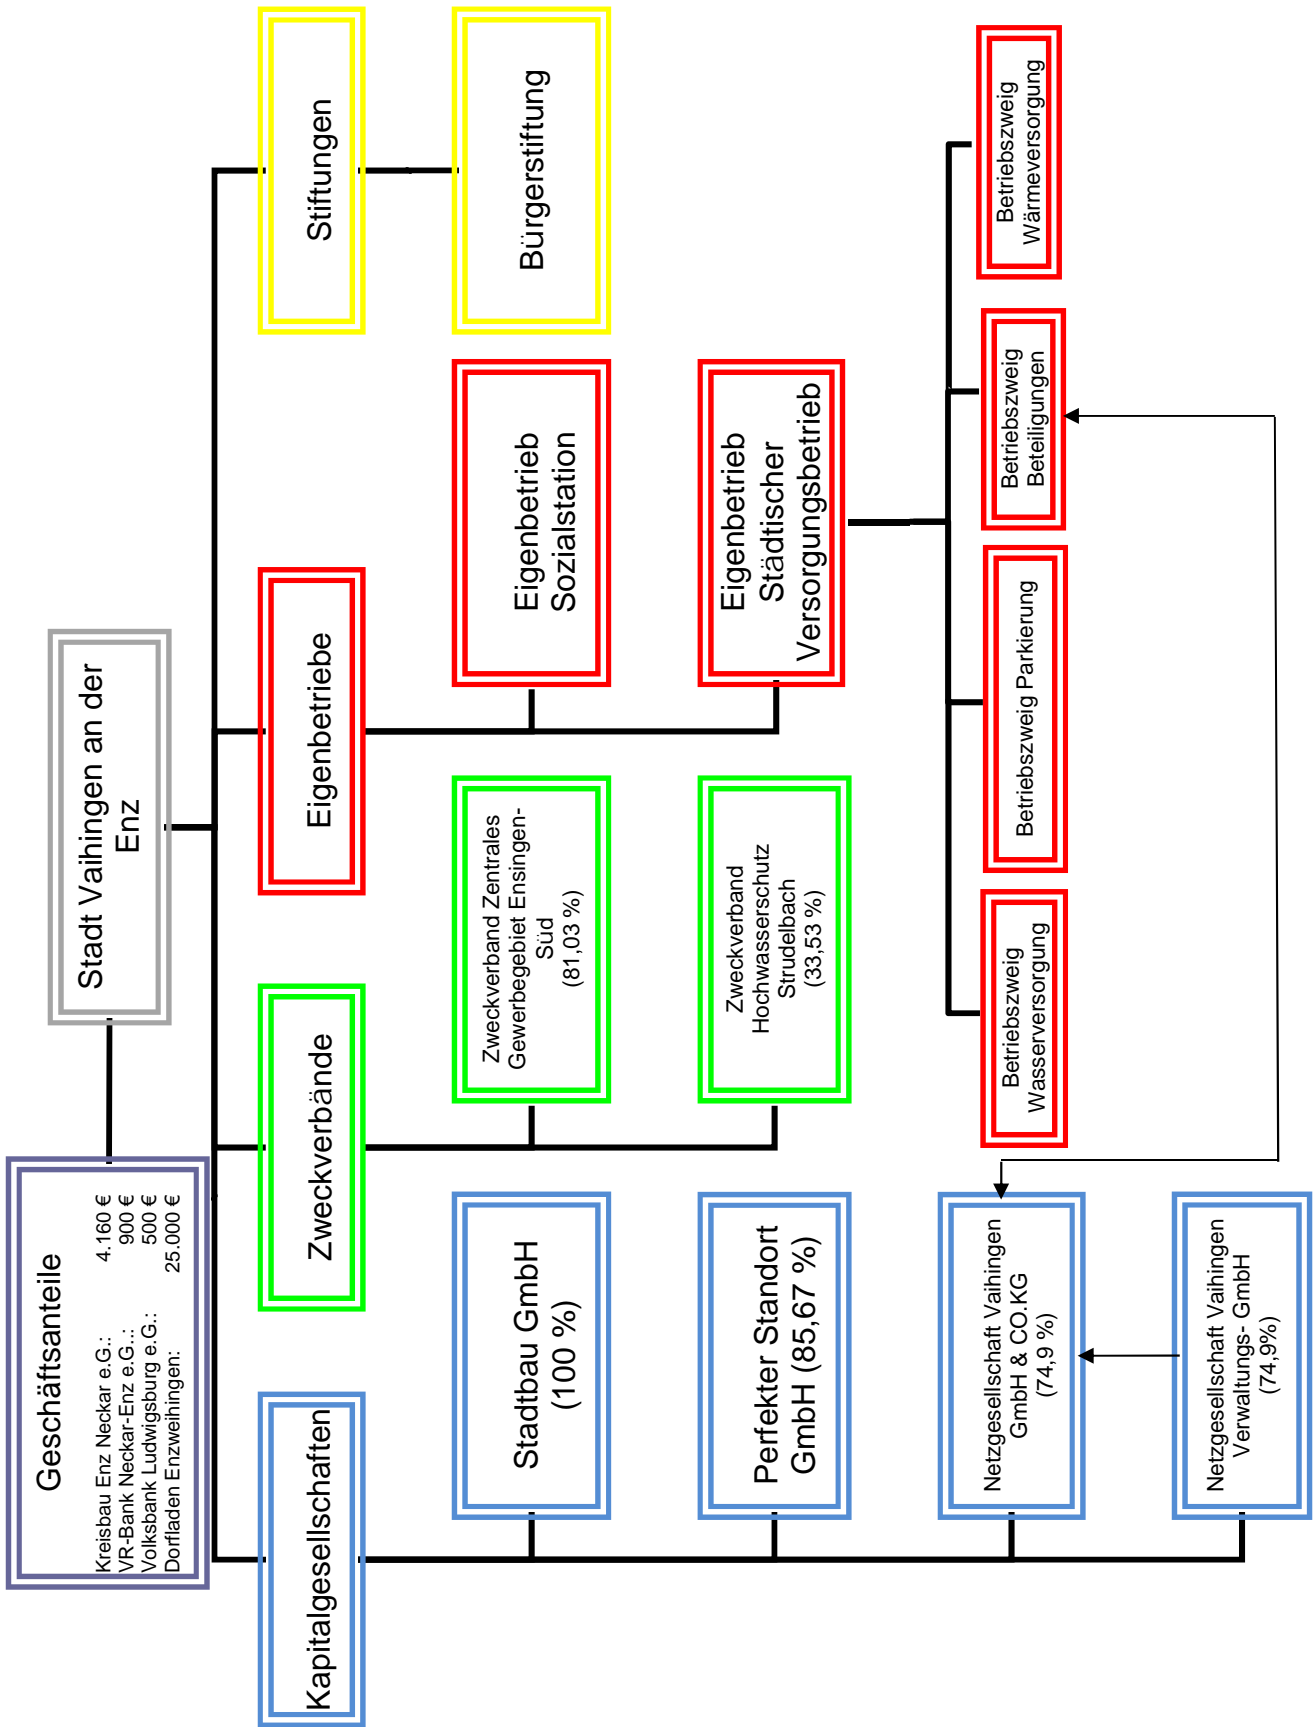 Geschäftsanteile
Kreisbau Enz Neckar e.G.: 4.160 €
VR-Bank Neckar-Enz e.G..: 900 €
Volksbank Ludwigsburg e.G.: 500 €
Dorfladen Enzweihingen: 25.000 €
Stadt Vaihingen an der
Enz
Kapitalgesellschaften
Zweckverbände
Eigenbetriebe
Stiftungen
Stadtbau GmbH
(100 %)
Zweckverband Zentrales
Gewerbegebiet Ensingen-
Süd
(81,03 %)
Eigenbetrieb
Sozialstation
Bürgerstiftung
Perfekter Standort
GmbH (85,67 %)
Zweckverband
Hochwasserschutz
Strudelbach
(33,53 %)
Eigenbetrieb
Städtischer
Versorgungsbetrieb
Netzgesellschaft Vaihingen
GmbH & CO.KG
(74,9 %)
Betriebszweig
Wasserversorgung
Betriebszweig Parkierung
Betriebszweig
Beteiligungen
Betriebszweig
Wärmeversorgung
Netzgesellschaft Vaihingen
Verwaltungs- GmbH
(74,9%)